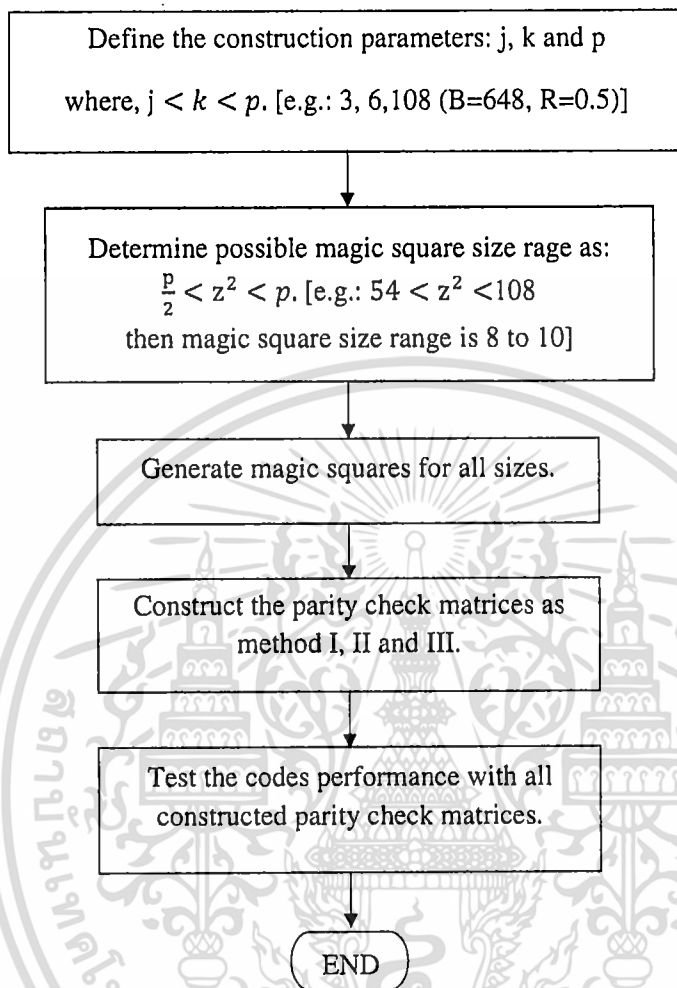 Define the construction parameters: j, k and p
where, j < k < p. [e.g.: 3, 6,108 (B=648, R=0.5)]
Determine possible magic square size rage as:
p/2 < z² < p. [e.g.: 54 < z² <108
then magic square size range is 8 to 10]
Generate magic squares for all sizes.
Construct the parity check matrices as
method I, II and III.
Test the codes performance with all
constructed parity check matrices.
END